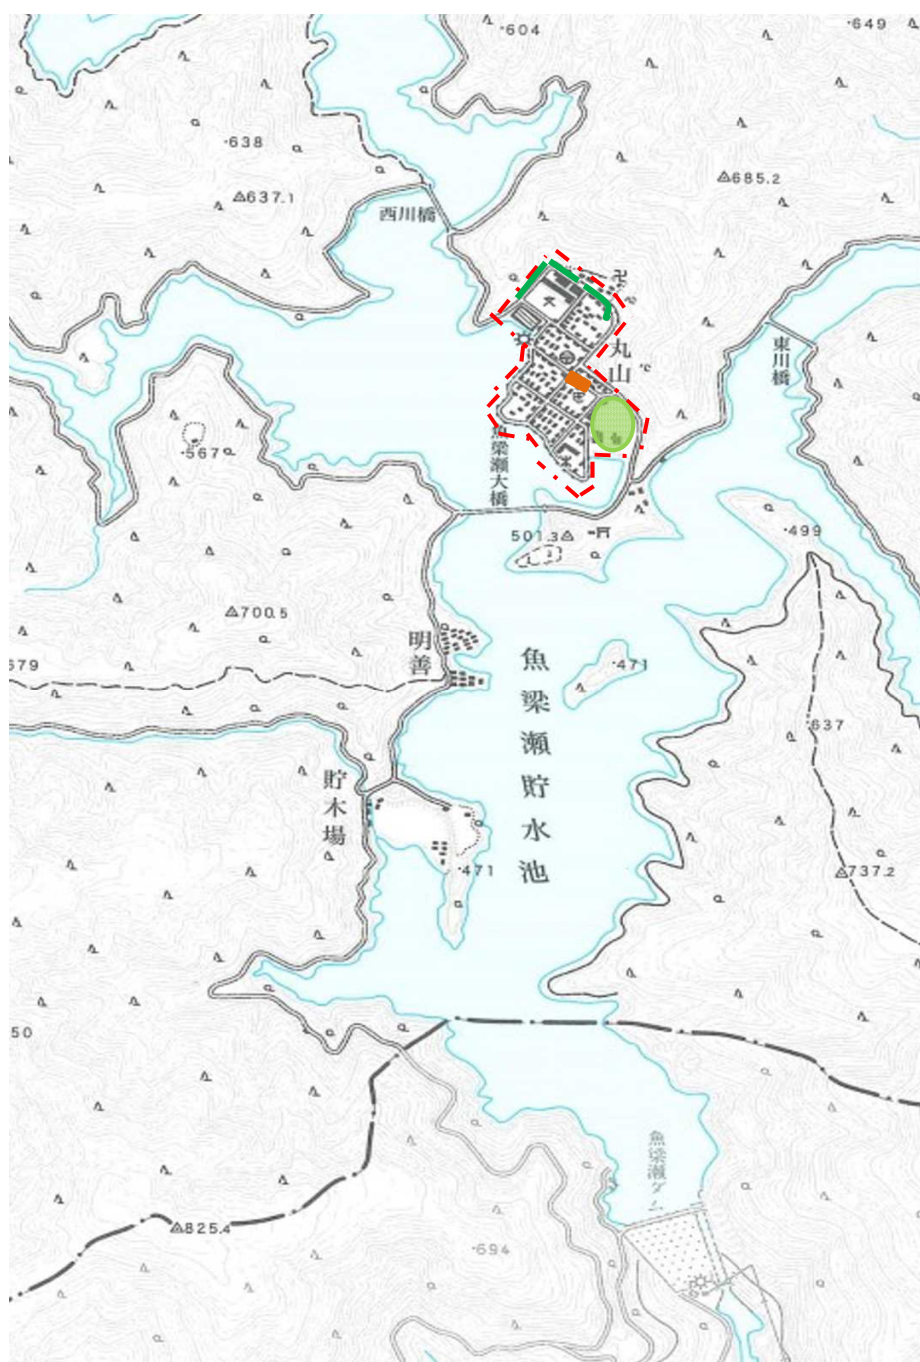 ·604
·649
·638
△637.1
△685.2
西川橋
丸山
東川橋
·567
魚梁瀬大橋
501.3△
·499
△700.5
明善
679
·471
魚梁瀬貯水池
·637
貯木場
·471
△737.2
50
魚梁瀬ダム
△825.4
·694